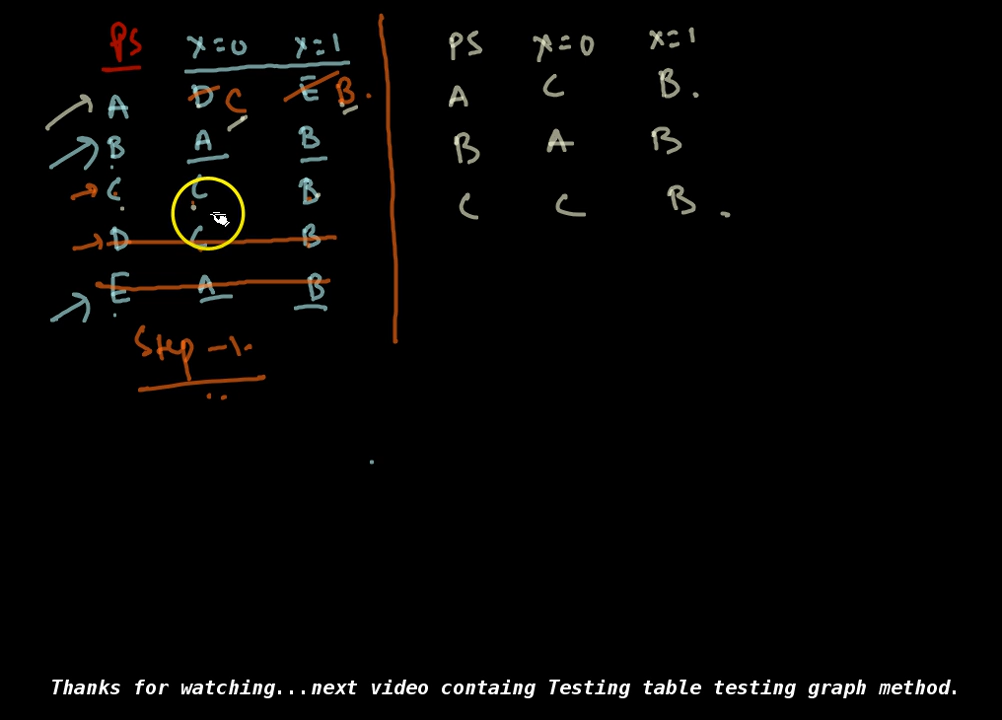 PS x=0 x=1
A D C E B.
B A B
C C B
D C B
E A B
Step -1.
PS x=0 x=1
A C B.
B A B
C C B.
Thanks for watching...next video containg Testing table testing graph method.